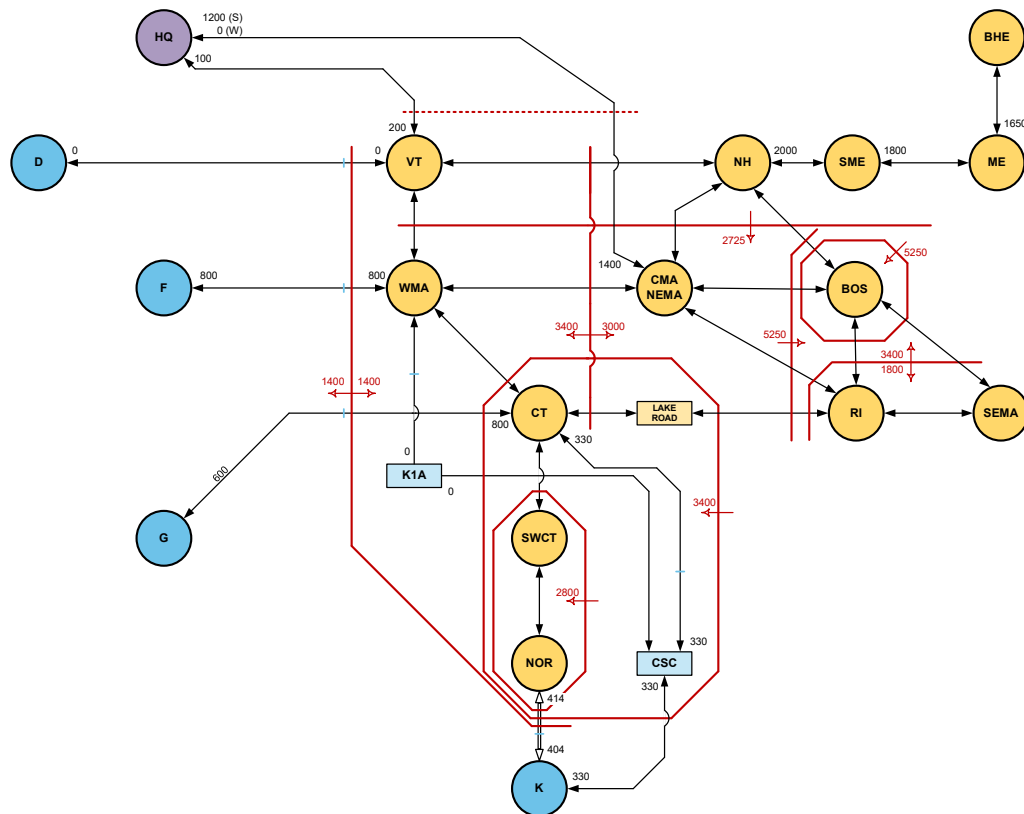 1200 (S)
0 (W)
HQ
BHE
100
1650
200
0
0
D
VT
NH
2000
SME
1800
ME
2725
5250
1400
800
800
F
WMA
CMA
NEMA
BOS
3400
3000
5250
3400
1800
1400
1400
CT
LAKE
ROAD
RI
SEMA
800
330
0
K1A
0
600
3400
G
SWCT
2800
330
NOR
CSC
330
414
404
K
330